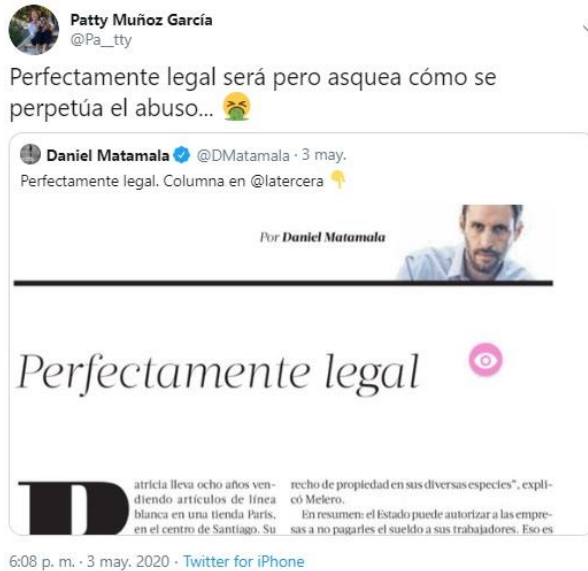 Patty Muñoz García
@Pa__tty
Perfectamente legal será pero asquea cómo se
perpetúa el abuso...
Daniel Matamala @DMatamala · 3 may.
Perfectamente legal. Columna en @latercera
Por Daniel Matamala
Perfectamente legal
Patricia lleva ocho años ven-
diendo artículos de línea
blanca en una tienda Paris,
en el centro de Santiago. Su
recho de propiedad en sus diversas especies", expli-
có Melero.
En resumen: el Estado puede autorizar a las empre-
sas a no pagarles el sueldo a sus trabajadores. Eso es
6:08 p. m. · 3 may. 2020 · Twitter for iPhone